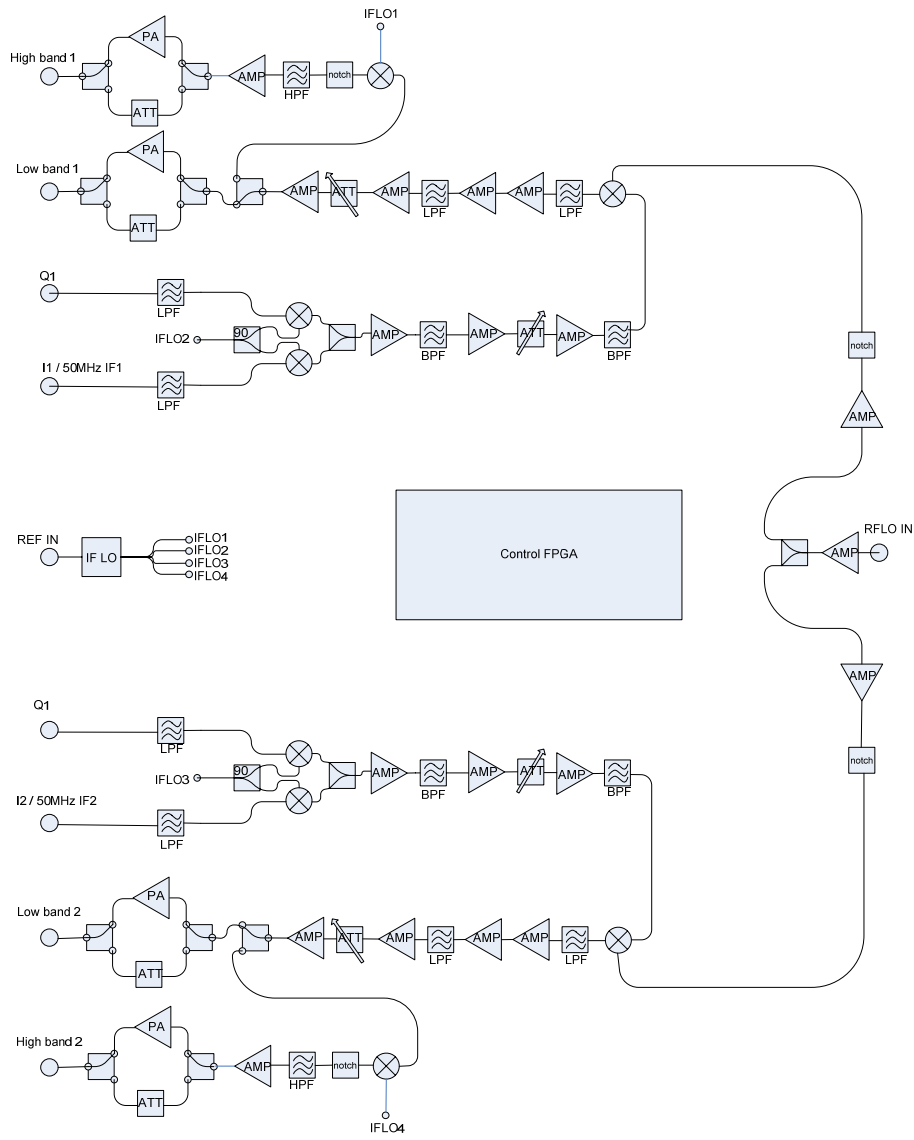 IFLO1
PA
High band 1
AMP
notch
HPF
ATT
PA
Low band 1
AMP ATT AMP AMP AMP
LPF LPF
ATT
Q1
LPF
IFLO2 90
AMP AMP ATT AMP
BPF BPF
notch
I1 / 50MHz IF1
LPF
AMP
REF IN
IF LO
IFLO1
IFLO2
IFLO3
IFLO4
Control FPGA
RFLO IN
AMP
AMP
Q1
LPF
notch
IFLO3 90
AMP AMP ATT AMP
BPF BPF
I2 / 50MHz IF2
LPF
PA
Low band 2
AMP ATT AMP AMP AMP
LPF LPF
ATT
PA
High band 2
AMP
notch
HPF
ATT
IFLO4